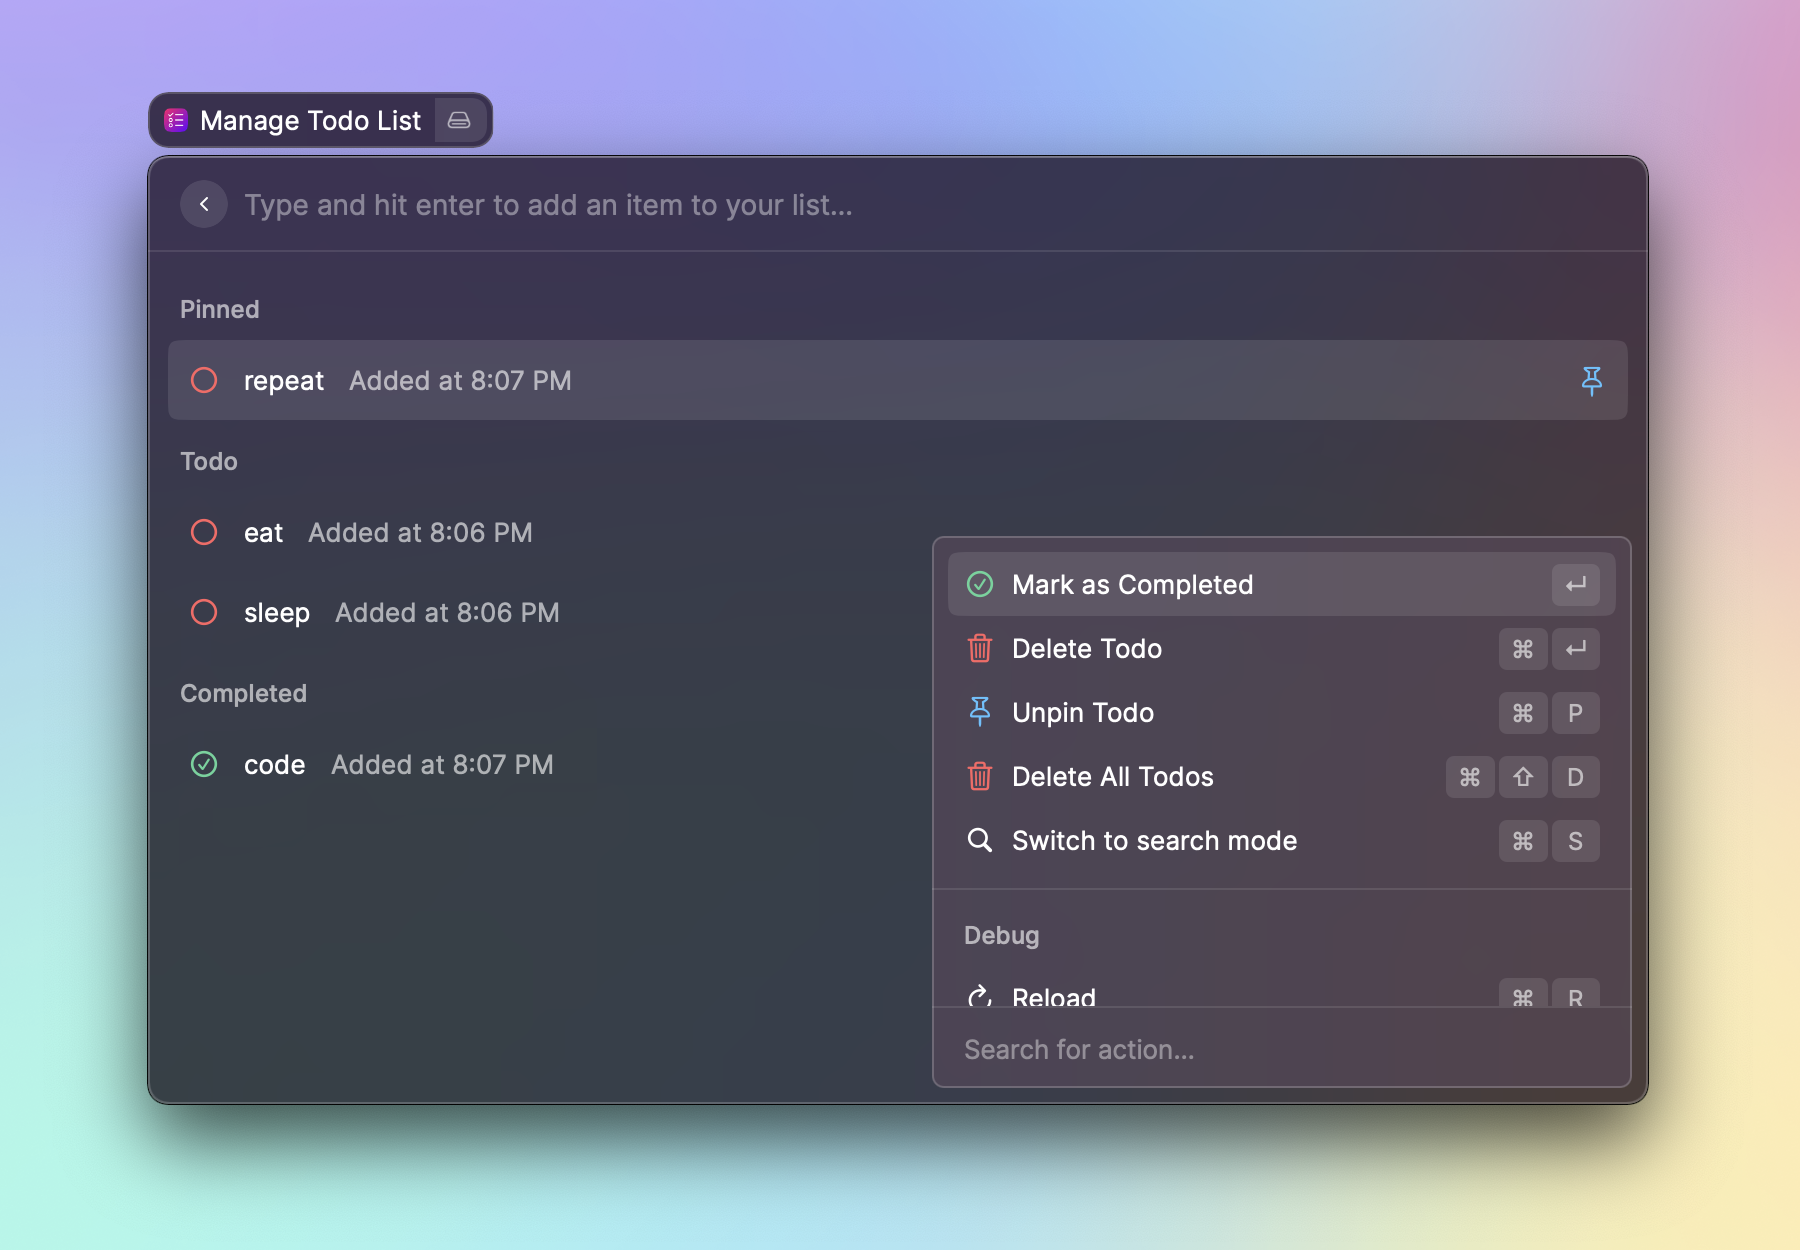 Manage Todo List
Type and hit enter to add an item to your list...
Pinned
repeat Added at 8:07 PM
Todo
eat Added at 8:06 PM
sleep Added at 8:06 PM
Completed
code Added at 8:07 PM
Mark as Completed ↵
Delete Todo ⌘ ↵
Unpin Todo ⌘ P
Delete All Todos ⌘ ⇧ D
Switch to search mode ⌘ S
Debug
Reload ⌘ R
Search for action...